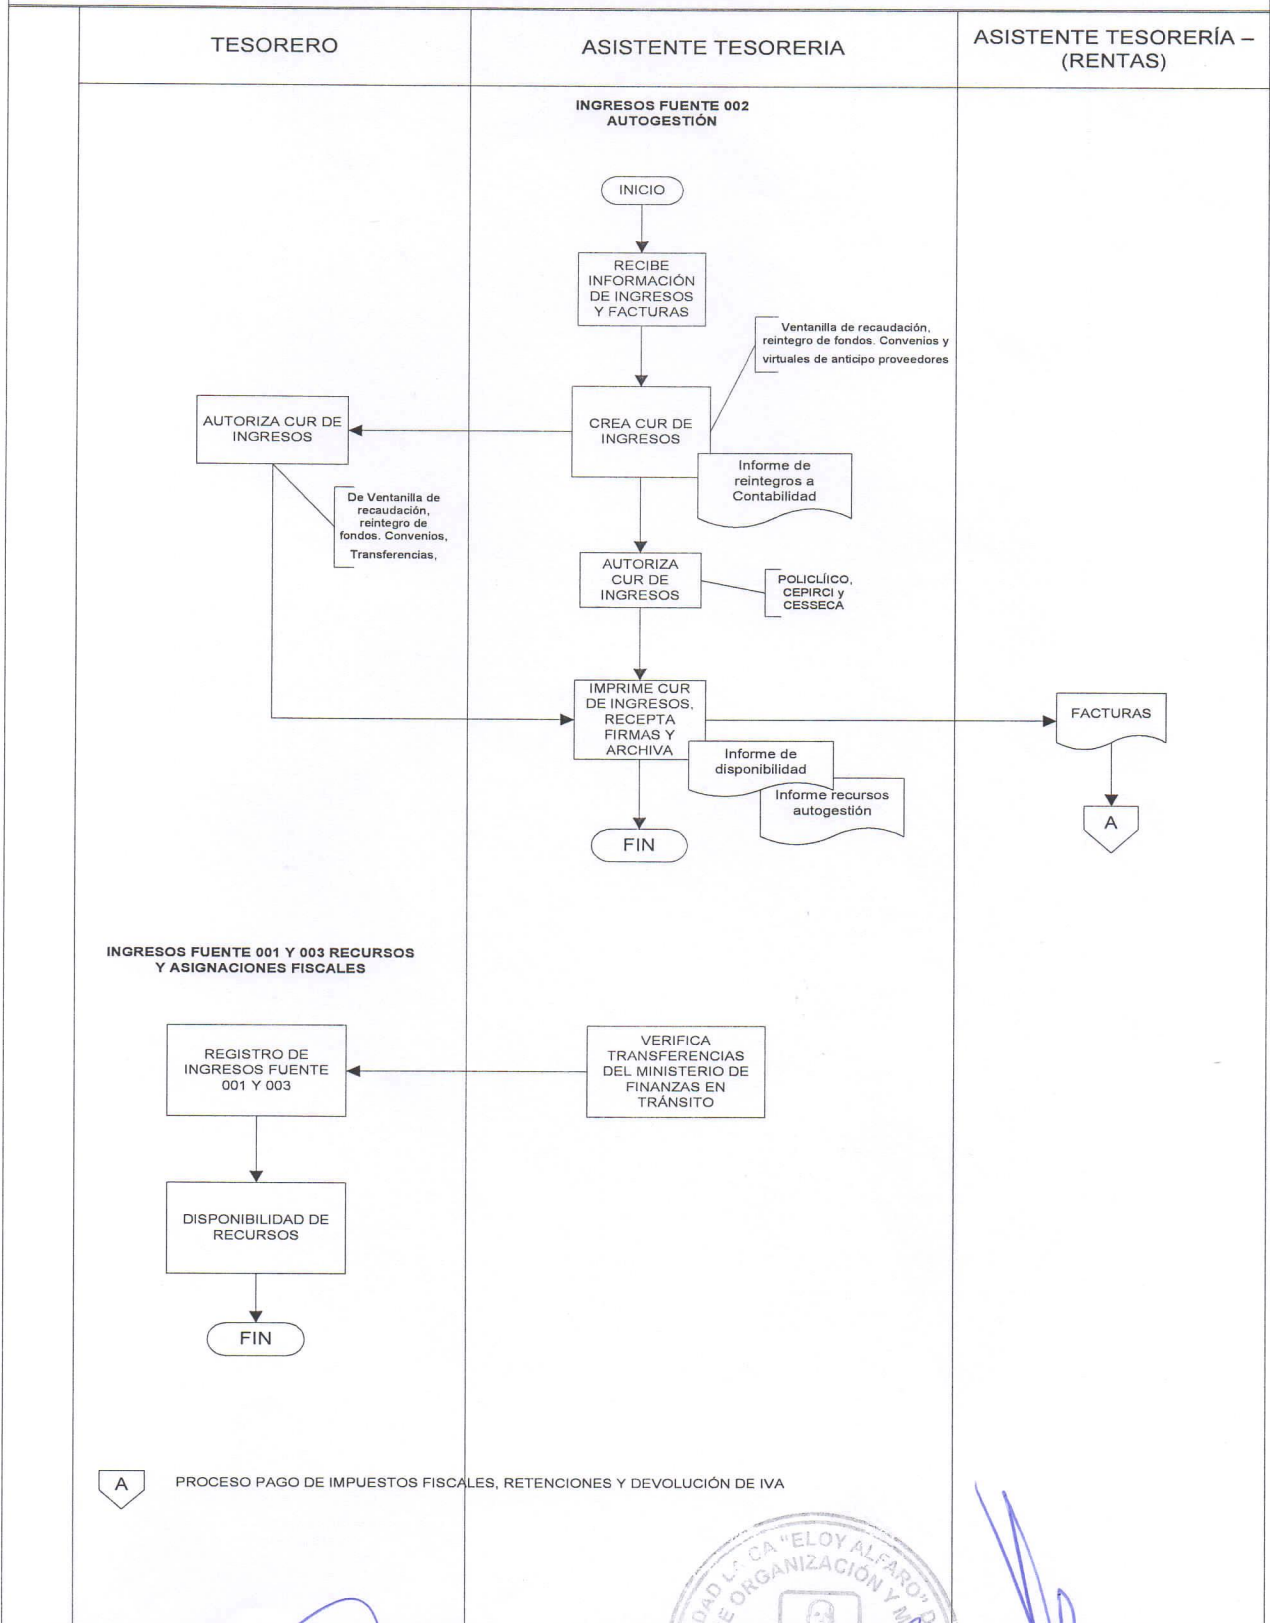 TESORERO
ASISTENTE TESORERIA
ASISTENTE TESORERÍA –
(RENTAS)
INGRESOS FUENTE 002
AUTOGESTIÓN
INICIO
RECIBE
INFORMACIÓN
DE INGRESOS
Y FACTURAS
Ventanilla de recaudación,
reintegro de fondos. Convenios y
virtuales de anticipo proveedores
AUTORIZA CUR DE
INGRESOS
CREA CUR DE
INGRESOS
Informe de
reintegros a
Contabilidad
De Ventanilla de
recaudación,
reintegro de
fondos. Convenios,
Transferencias,
AUTORIZA
CUR DE
INGRESOS
POLICLÍICO,
CEPIRCI y
CESSECA
IMPRIME CUR
DE INGRESOS,
RECEPTA
FIRMAS Y
ARCHIVA
FACTURAS
Informe de
disponibilidad
Informe recursos
autogestión
A
FIN
INGRESOS FUENTE 001 Y 003 RECURSOS
Y ASIGNACIONES FISCALES
REGISTRO DE
INGRESOS FUENTE
001 Y 003
VERIFICA
TRANSFERENCIAS
DEL MINISTERIO DE
FINANZAS EN
TRÁNSITO
DISPONIBILIDAD DE
RECURSOS
FIN
A
PROCESO PAGO DE IMPUESTOS FISCALES, RETENCIONES Y DEVOLUCIÓN DE IVA
"ELOY ALFARO"
ORGANIZACIÓN Y